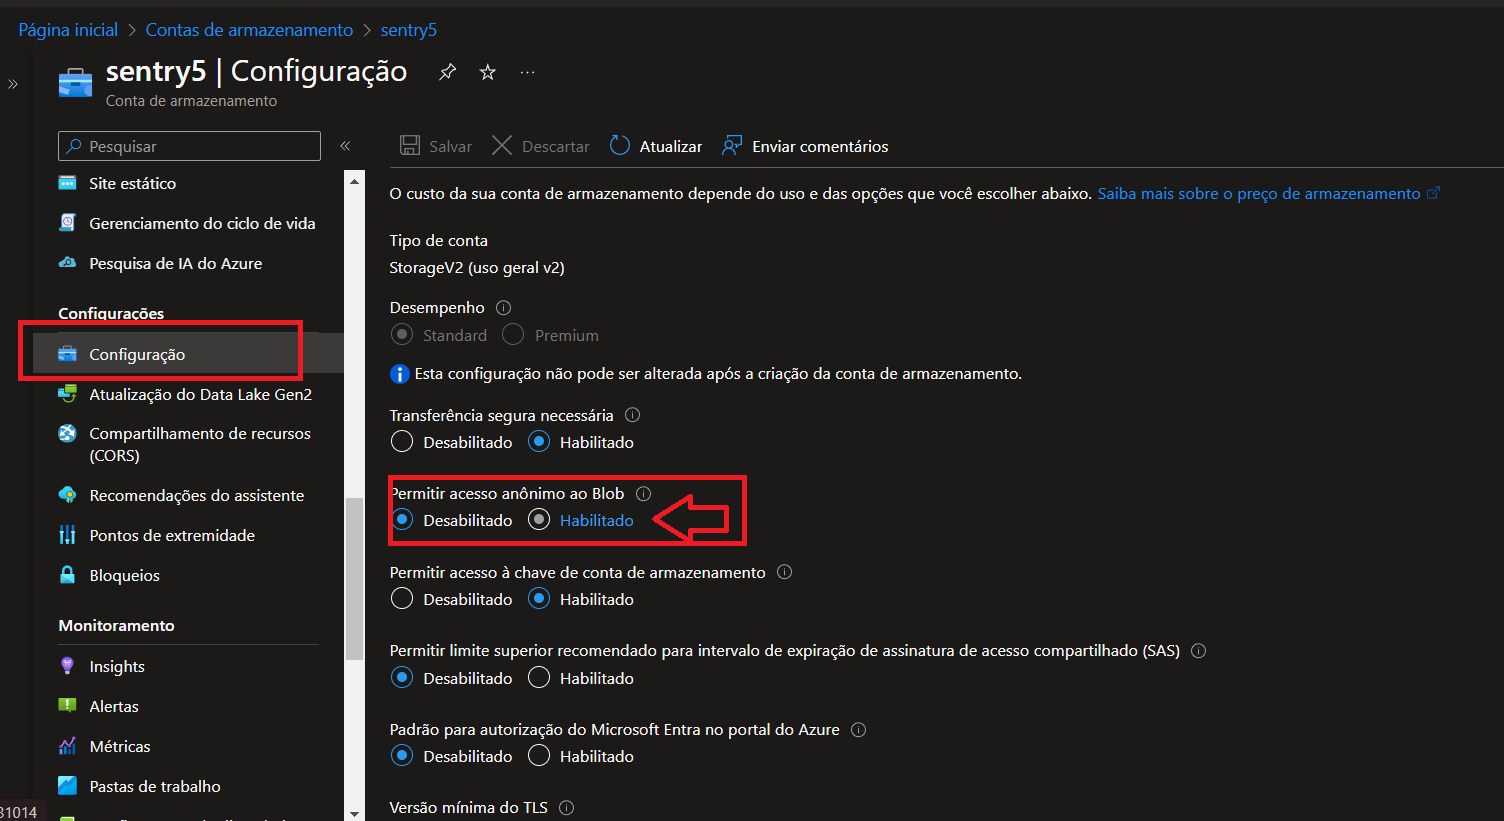 Página inicial > Contas de armazenamento > sentry5
sentry5 | Configuração ...
Conta de armazenamento
Pesquisar
Salvar Descartar Atualizar Enviar comentários
Site estático
Gerenciamento do ciclo de vida
Pesquisa de IA do Azure
Configurações
Configuração
Atualização do Data Lake Gen2
Compartilhamento de recursos
(CORS)
Recomendações do assistente
Pontos de extremidade
Bloqueios
Monitoramento
Insights
Alertas
Métricas
Pastas de trabalho
31014
O custo da sua conta de armazenamento depende do uso e das opções que você escolher abaixo. Saiba mais sobre o preço de armazenamento
Tipo de conta
StorageV2 (uso geral v2)
Desempenho
Standard Premium
Esta configuração não pode ser alterada após a criação da conta de armazenamento.
Transferência segura necessária
Desabilitado Habilitado
Permitir acesso anônimo ao Blob
Desabilitado Habilitado
Permitir acesso à chave de conta de armazenamento
Desabilitado Habilitado
Permitir limite superior recomendado para intervalo de expiração de assinatura de acesso compartilhado (SAS)
Desabilitado Habilitado
Padrão para autorização do Microsoft Entra no portal do Azure
Desabilitado Habilitado
Versão mínima do TLS